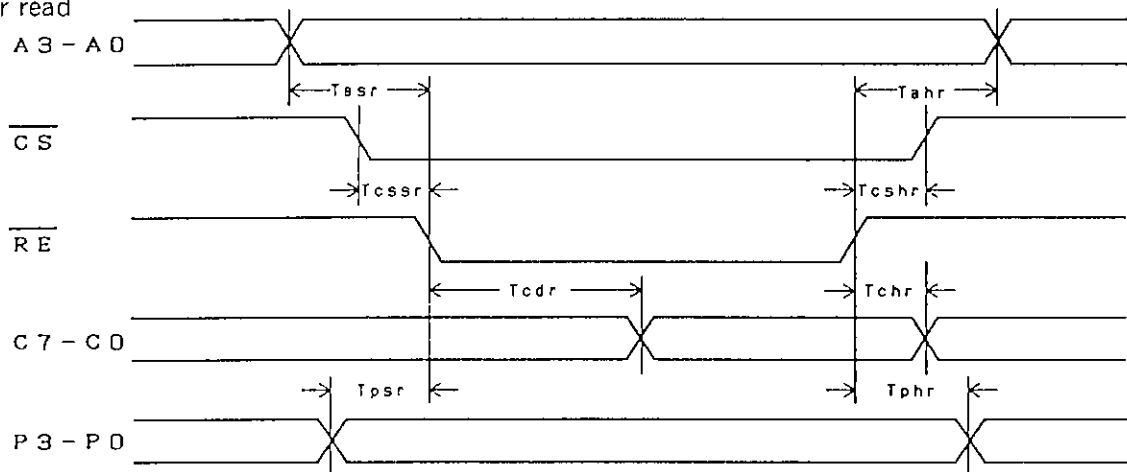 r read
A3-A0
Tasr
Tahr
CS
Tcssr
Tcshr
RE
Tcdr
Tchr
C7-C0
Tpsr
Tphr
P3-P0